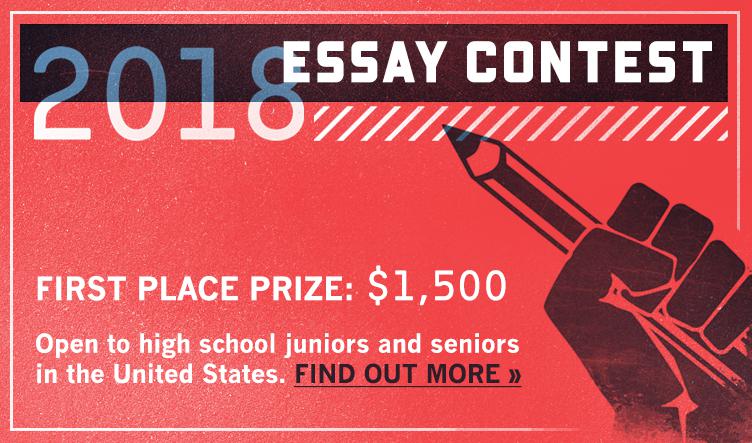 2018 ESSAY CONTEST
FIRST PLACE PRIZE: $1,500
Open to high school juniors and seniors
in the United States. FIND OUT MORE »